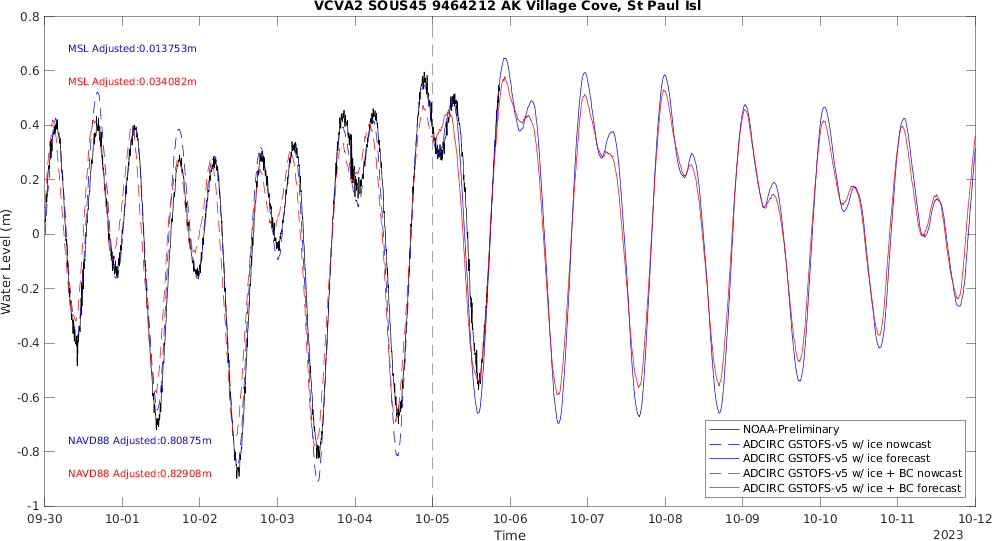 VCVA2 SOUS45 9464212 AK Village Cove, St Paul Isl
0.8
0.6
0.4
0.2
0
-0.2
-0.4
-0.6
-0.8
-1
Water Level (m)
MSL Adjusted:0.013753m
MSL Adjusted:0.034082m
NAVD88 Adjusted:0.80875m
NAVD88 Adjusted:0.82908m
NOAA-Preliminary
ADCIRC GSTOFS-v5 w/ ice nowcast
ADCIRC GSTOFS-v5 w/ ice forecast
ADCIRC GSTOFS-v5 w/ ice + BC nowcast
ADCIRC GSTOFS-v5 w/ ice + BC forecast
09-30 10-01 10-02 10-03 10-04 10-05 10-06 10-07 10-08 10-09 10-10 10-11 10-12
Time
2023